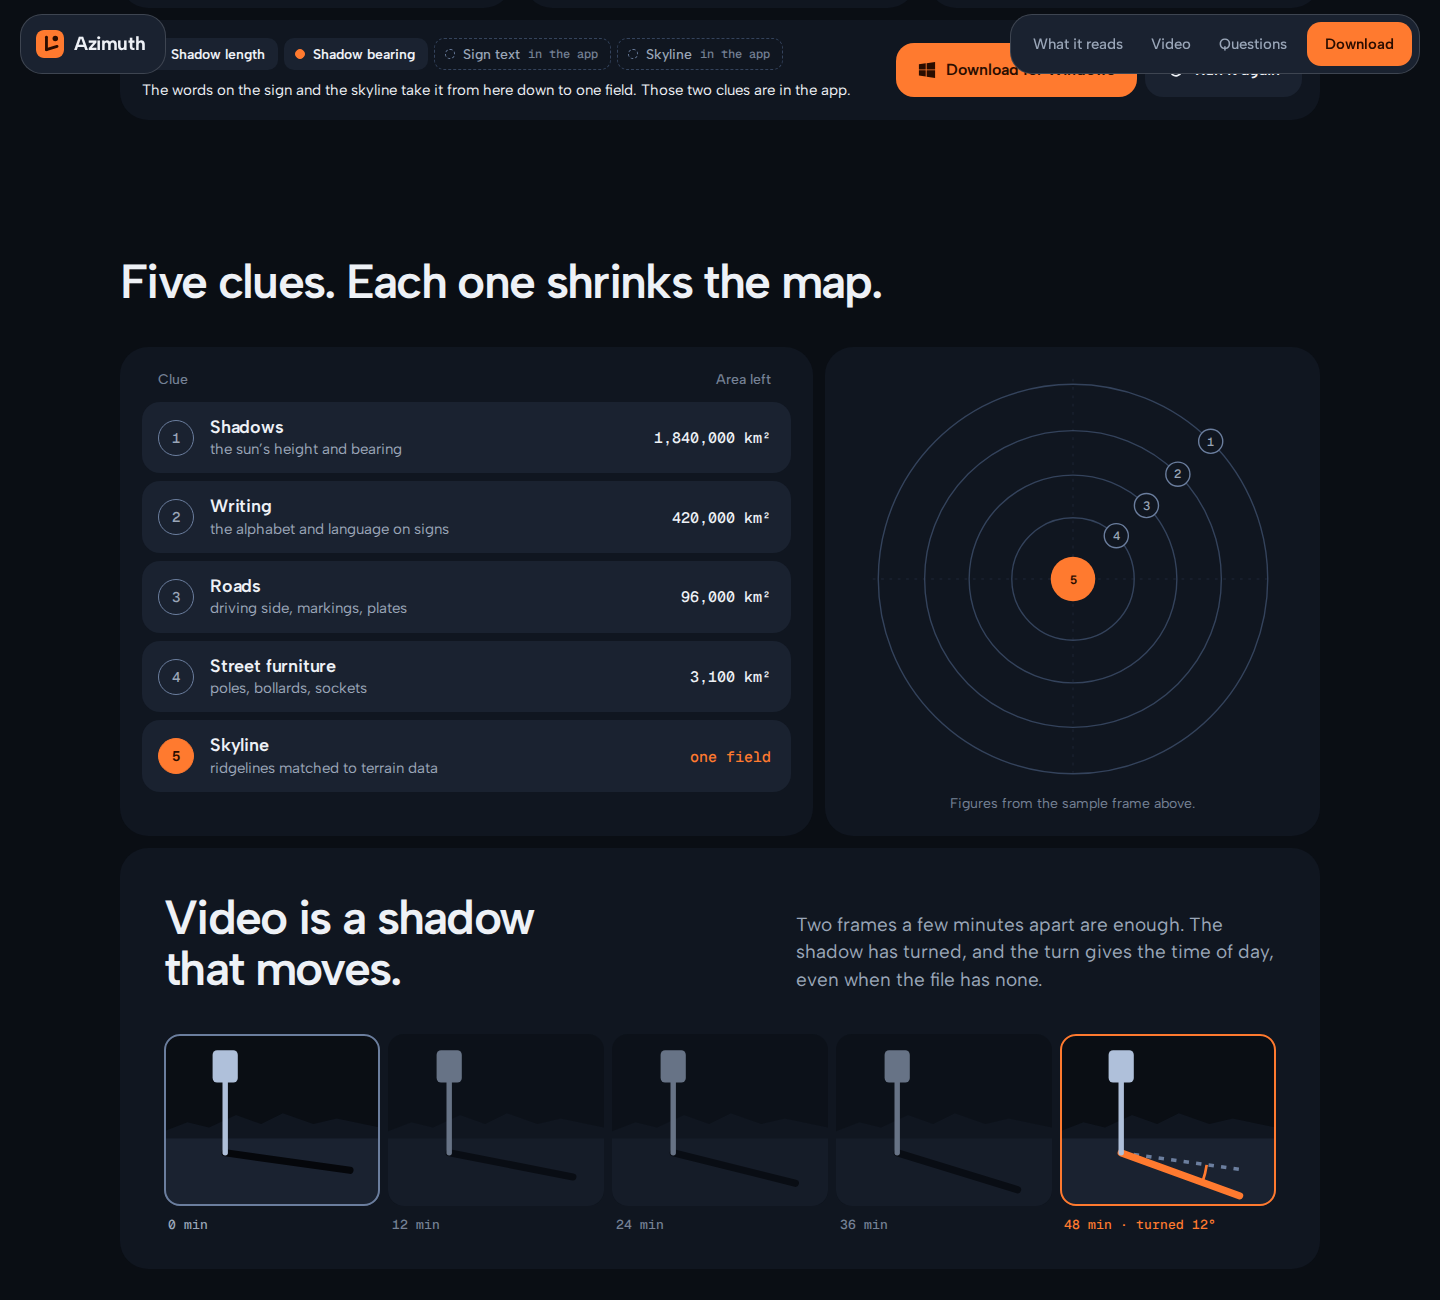 Azimuth
What it reads
Video
Questions
Download
Shadow length
Shadow bearing
Sign text in the app
Skyline in the app
Download for Windows
Run it again
The words on the sign and the skyline take it from here down to one field. Those two clues are in the app.
Five clues. Each one shrinks the map.
Clue
Area left
1
Shadows
the sun’s height and bearing
1,840,000 km²
2
Writing
the alphabet and language on signs
420,000 km²
3
Roads
driving side, markings, plates
96,000 km²
4
Street furniture
poles, bollards, sockets
3,100 km²
5
Skyline
ridgelines matched to terrain data
one field
1
2
3
4
5
Figures from the sample frame above.
Video is a shadow
that moves.
Two frames a few minutes apart are enough. The
shadow has turned, and the turn gives the time of day,
even when the file has none.
0 min
12 min
24 min
36 min
48 min · turned 12°